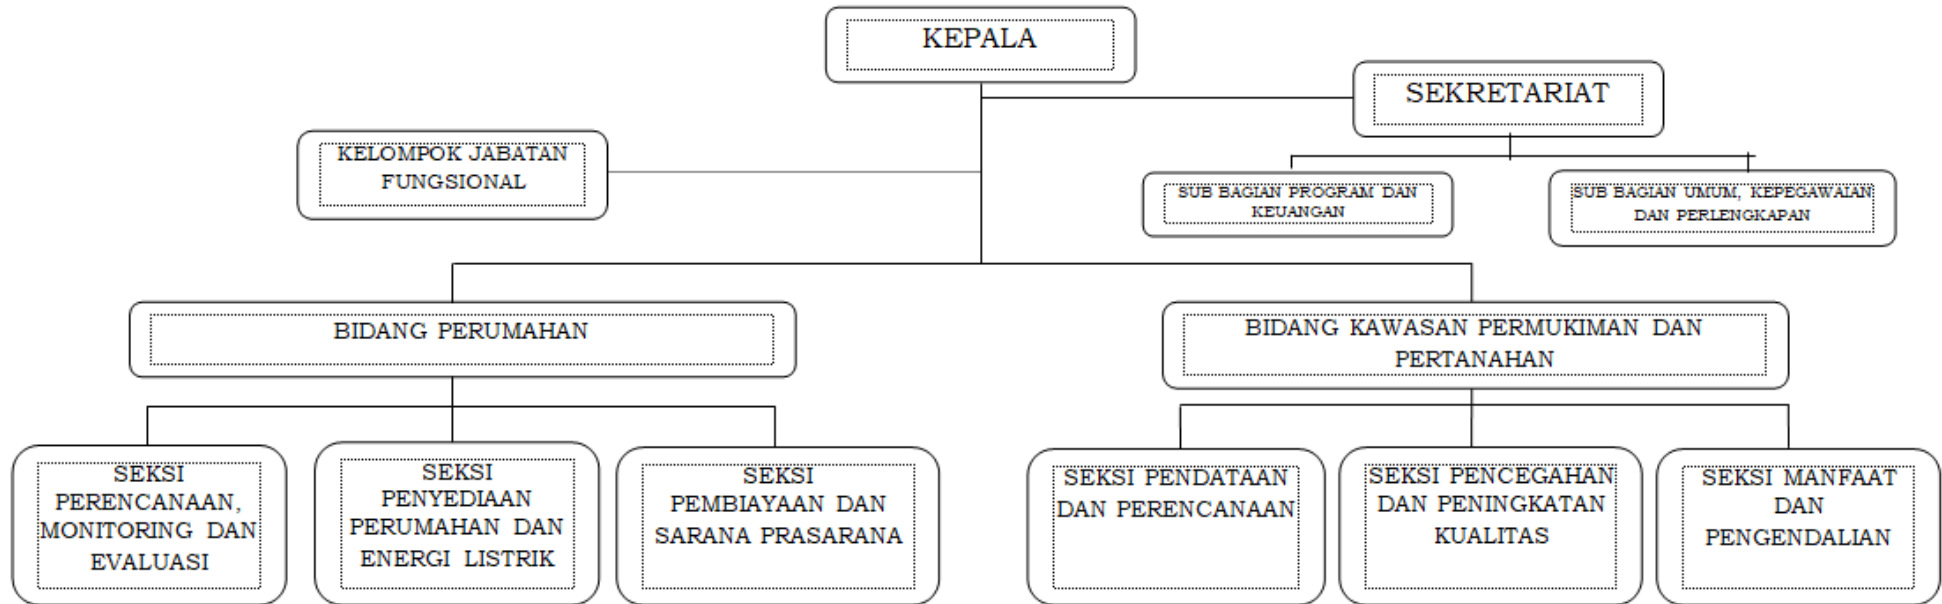 KEPALA
SEKRETARIAT
KELOMPOK JABATAN
FUNGSIONAL
SUB BAGIAN PROGRAM DAN
KEUANGAN
SUB BAGIAN UMUM, KEPEGAWAIAN
DAN PERLENGKAPAN
BIDANG PERUMAHAN
BIDANG KAWASAN PERMUKIMAN DAN
PERTANAHAN
SEKSI
PERENCANAAN,
MONITORING DAN
EVALUASI
SEKSI
PENYEDIAAN
PERUMAHAN DAN
ENERGI LISTRIK
SEKSI
PEMBIAYAAN DAN
SARANA PRASARANA
SEKSI PENDATAAN
DAN PERENCANAAN
SEKSI PENCEGAHAN
DAN PENINGKATAN
KUALITAS
SEKSI MANFAAT
DAN
PENGENDALIAN